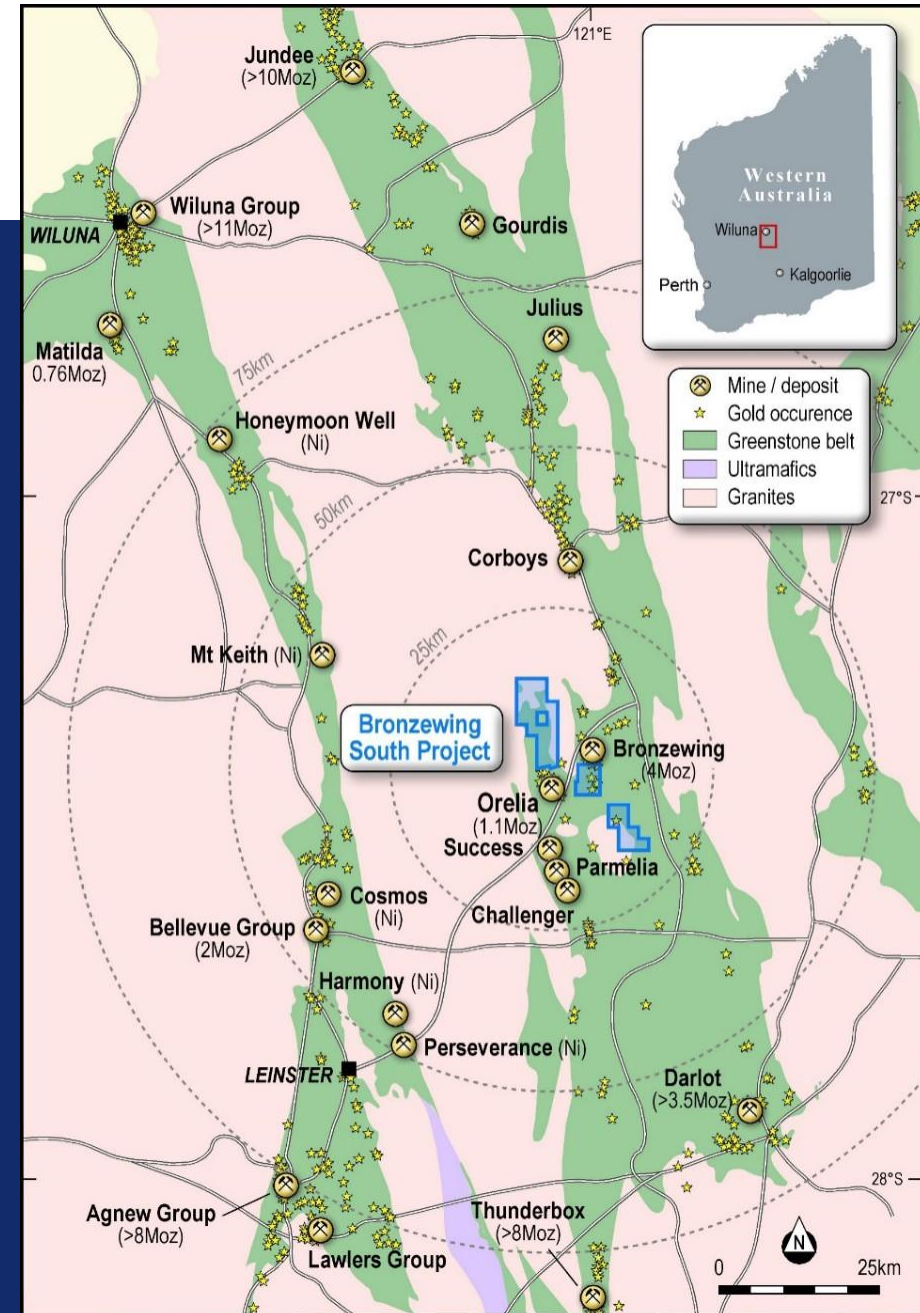 121°E
Jundee
(>10Moz)
Western
Australia
Wiluna
Kalgoorlie
Perth
Wiluna Group
(>11Moz)
WILUNA
Gourdis
Julius
Matilda
0.76Moz)
75km
Mine / deposit
Gold occurence
Greenstone belt
Ultramafics
Granites
Honeymoon Well
(Ni)
27°S
50km
Corboys
25km
Mt Keith (Ni)
Bronzewing
South Project
Bronzewing
(4Moz)
Orelia
(1.1Moz)
Success
Parmelia
Challenger
Cosmos
(Ni)
Bellevue Group
(2Moz)
Harmony (Ni)
Perseverance (Ni)
LEINSTER
Darlot
(>3.5Moz)
28°S
Agnew Group
(>8Moz)
Thunderbox
(>8Moz)
Lawlers Group
N
0 25km